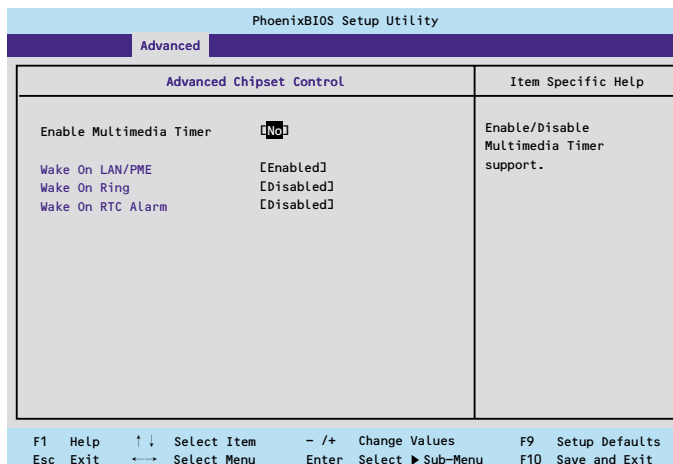 PhoenixBIOS Setup Utility
Advanced
Advanced Chipset Control
Item Specific Help
Enable Multimedia Timer [No]
Wake On LAN/PME [Enabled]
Wake On Ring [Disabled]
Wake On RTC Alarm [Disabled]
Enable/Disable
Multimedia Timer
support.
F1 Help ↑↓ Select Item - /+ Change Values F9 Setup Defaults
Esc Exit ←→ Select Menu Enter Select ▶ Sub-Menu F10 Save and Exit